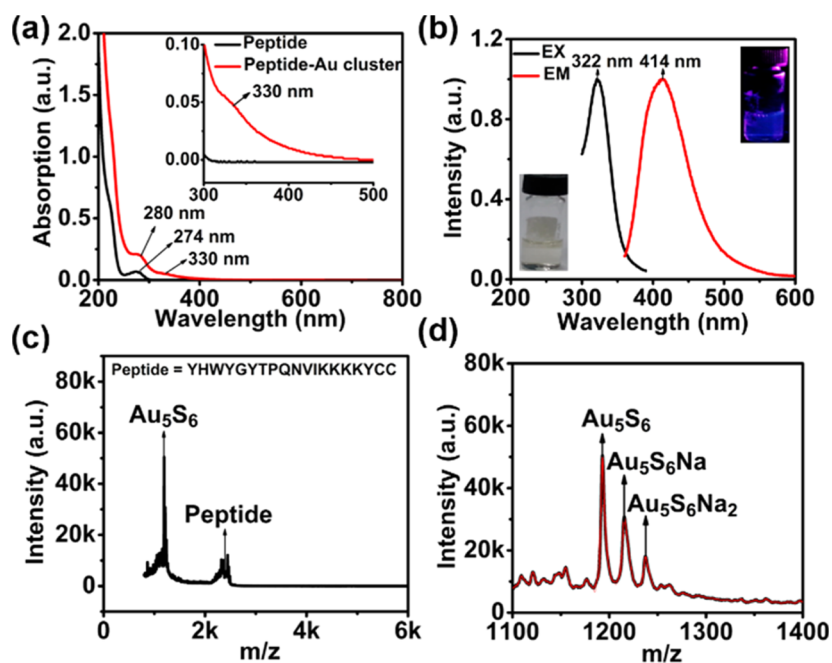 (a)
Absorption (a.u.)
2.0
1.5
1.0
0.5
0.0
200
400
600
800
Wavelength (nm)
280 nm
274 nm
330 nm
0.10
0.05
0.00
300
400
500
Peptide
Peptide-Au cluster
330 nm
(b)
Intensity (a.u.)
1.2
0.9
0.6
0.3
0.0
200
300
400
500
600
Wavelength (nm)
EX
EM
322 nm
414 nm
(c)
Peptide = YHWYGYTPQNVIKKKKYCC
Intensity (a.u.)
80k
60k
40k
20k
0
0
2k
4k
6k
m/z
Au5S6
Peptide
(d)
Intensity (a.u.)
80k
60k
40k
20k
0
1100
1200
1300
1400
m/z
Au5S6
Au5S6Na
Au5S6Na2